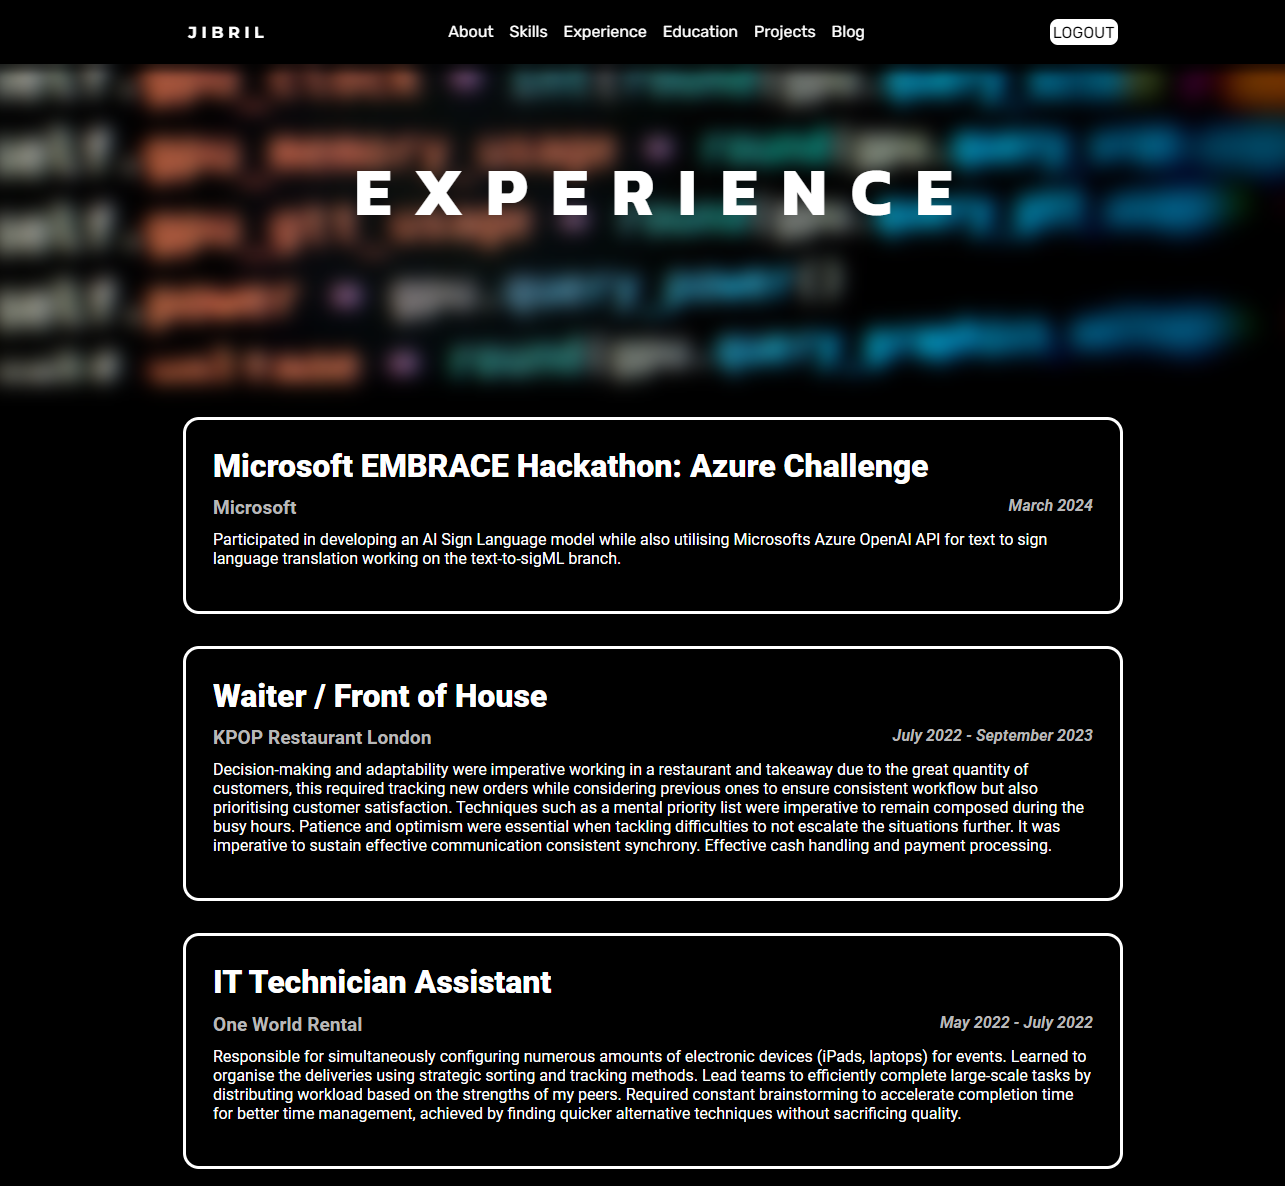 JIBRIL
About Skills Experience Education Projects Blog
LOGOUT
EXPERIENCE
Microsoft EMBRACE Hackathon: Azure Challenge
Microsoft
March 2024
Participated in developing an AI Sign Language model while also utilising Microsofts Azure OpenAI API for text to sign
language translation working on the text-to-sigML branch.
Waiter / Front of House
KPOP Restaurant London
July 2022 - September 2023
Decision-making and adaptability were imperative working in a restaurant and takeaway due to the great quantity of
customers, this required tracking new orders while considering previous ones to ensure consistent workflow but also
prioritising customer satisfaction. Techniques such as a mental priority list were imperative to remain composed during the
busy hours. Patience and optimism were essential when tackling difficulties to not escalate the situations further. It was
imperative to sustain effective communication consistent synchrony. Effective cash handling and payment processing.
IT Technician Assistant
One World Rental
May 2022 - July 2022
Responsible for simultaneously configuring numerous amounts of electronic devices (iPads, laptops) for events. Learned to
organise the deliveries using strategic sorting and tracking methods. Lead teams to efficiently complete large-scale tasks by
distributing workload based on the strengths of my peers. Required constant brainstorming to accelerate completion time
for better time management, achieved by finding quicker alternative techniques without sacrificing quality.